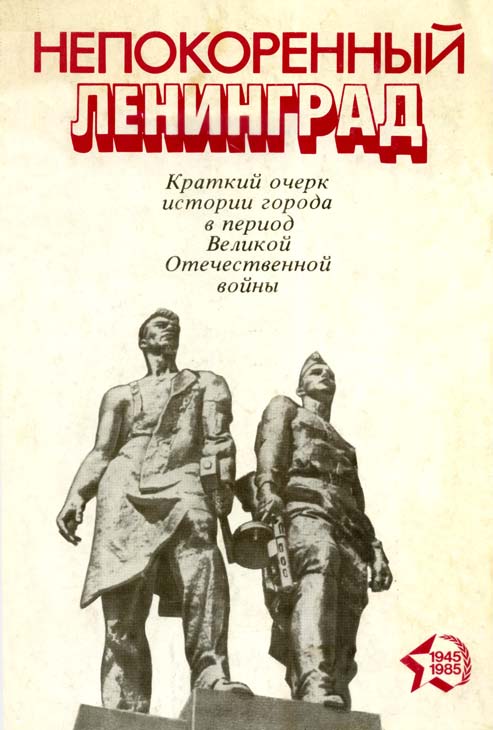 НЕПОКОРЕННЫЙ
ЛЕНИНГРАД
Краткий очерк
истории города
в период
Великой
Отечественной
войны
1945
1985